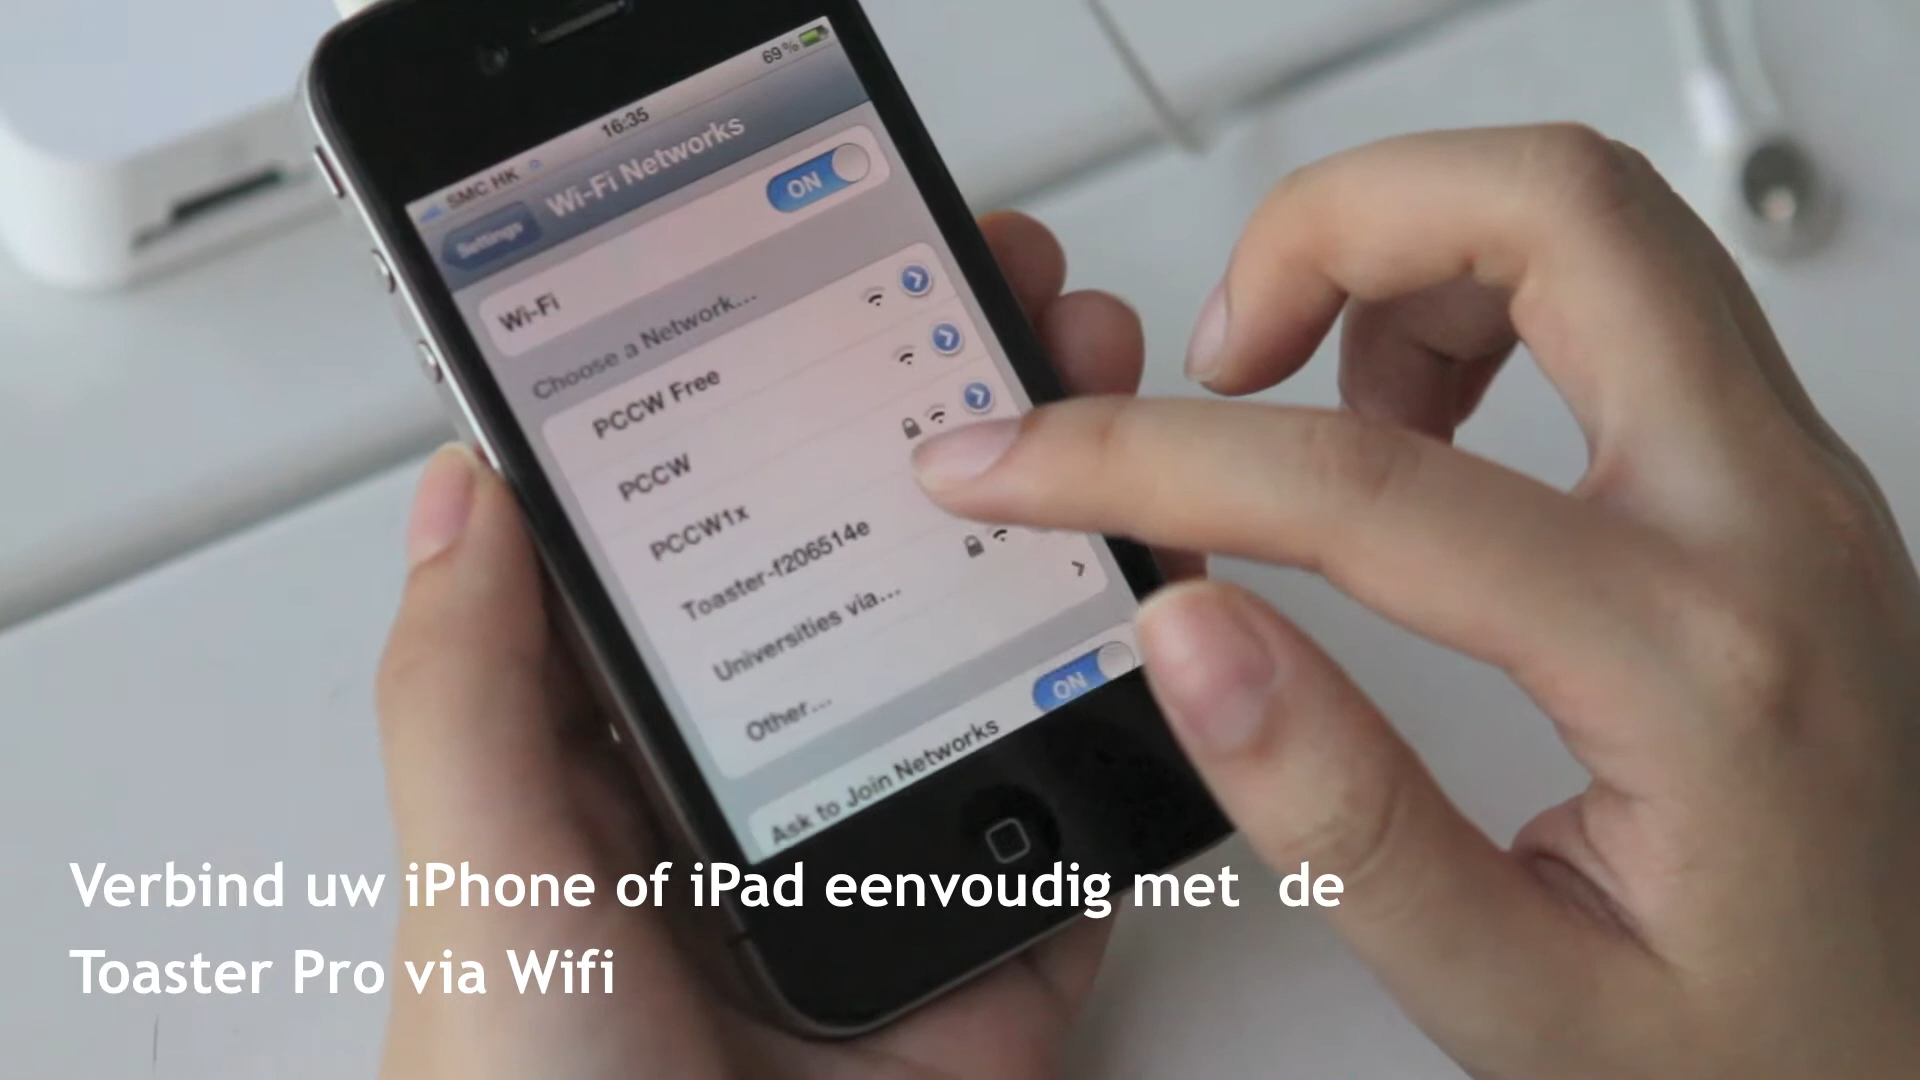 69%
16:35
SMC HK
Settings
Wi-Fi Networks
Wi-Fi
ON
Choose a Network...
PCCW Free
PCCW
PCCW1x
Toaster-f206514e
Universities via...
Other...
Ask to Join Networks
ON
Verbind uw iPhone of iPad eenvoudig met de
Toaster Pro via Wifi